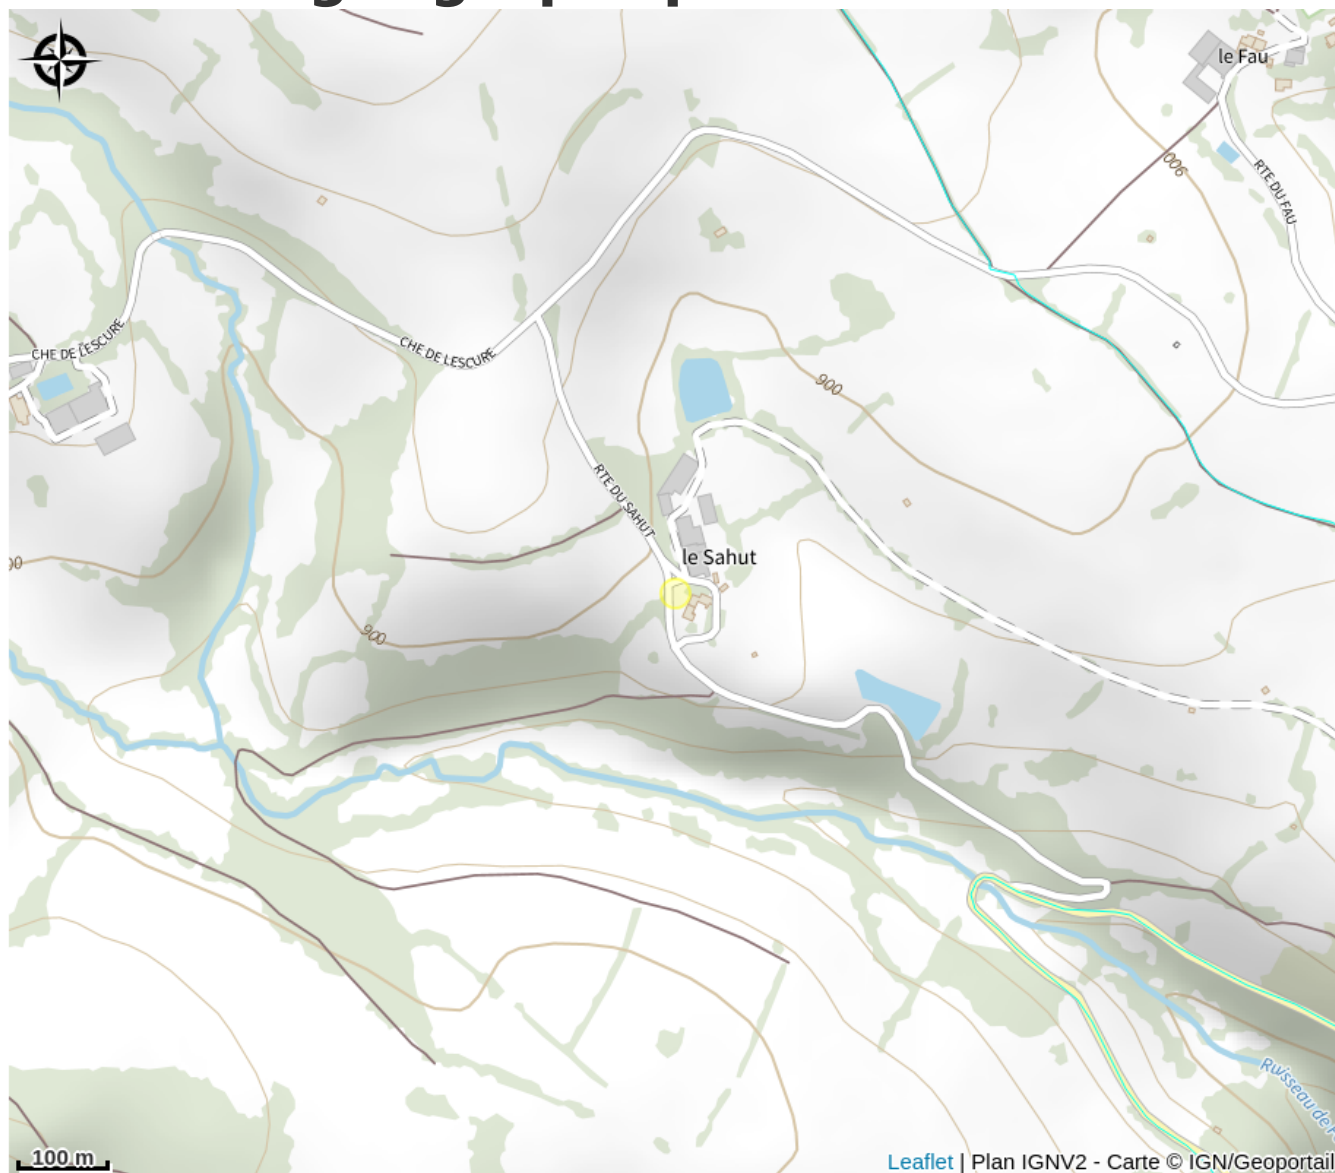 le Fau
900
RTE DU FAU
CHE DE LESCURE
CHE DE LESCURE
900
RTE DU SAHUT
le Sahut
900
Ruisseau de
100 m
Leaflet | Plan IGNV2 - Carte © IGN/Geoportail